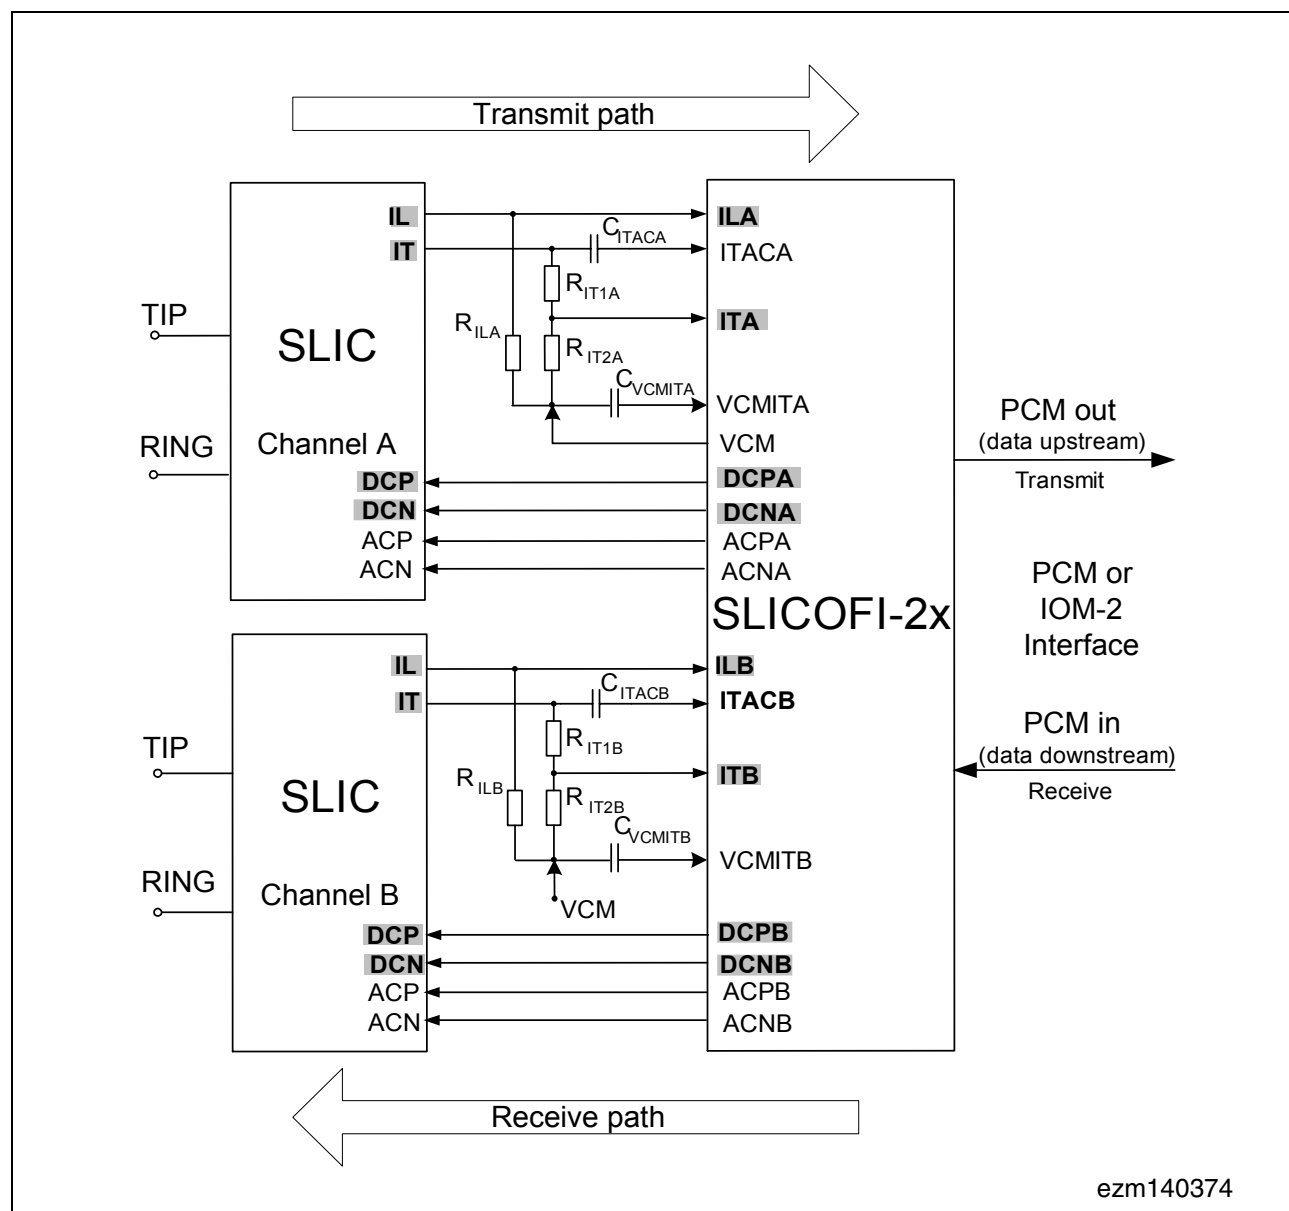 Transmit path
IL
IT
TIP
SLIC
RING
Channel A
DCP
DCN
ACP
ACN
CITACA
RIT1A
RILA
RIT2A
CVCMITA
ILA
ITACA
ITA
VCMITA
VCM
DCPA
DCNA
ACPA
ACNA
SLICOFI-2x
PCM out
(data upstream)
Transmit
PCM or
IOM-2
Interface
PCM in
(data downstream)
Receive
IL
IT
TIP
SLIC
RING
Channel B
DCP
DCN
ACP
ACN
CITACB
RIT1B
RILB
RIT2B
CVCMITB
VCM
ILB
ITACB
ITB
VCMITB
DCPB
DCNB
ACPB
ACNB
Receive path
ezm140374